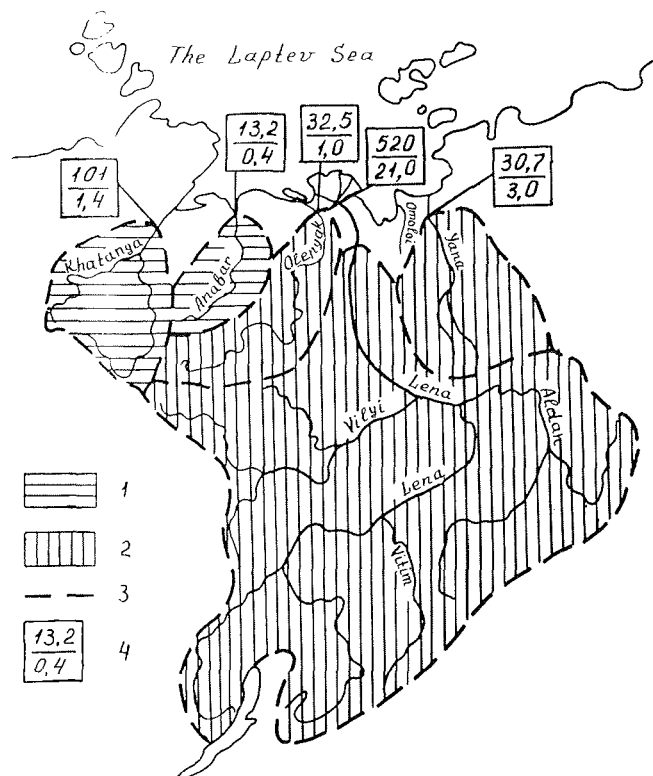 The Laptev Sea
13,2
0,4
32,5
1,0
520
21,0
101
1,4
30,7
3,0
Omoloi
Khatanga
Anabar
Olenyak
Yana
Lena
Vilyi
Aldan
Lena
Vitim
1
2
3
13,2
0,4
4